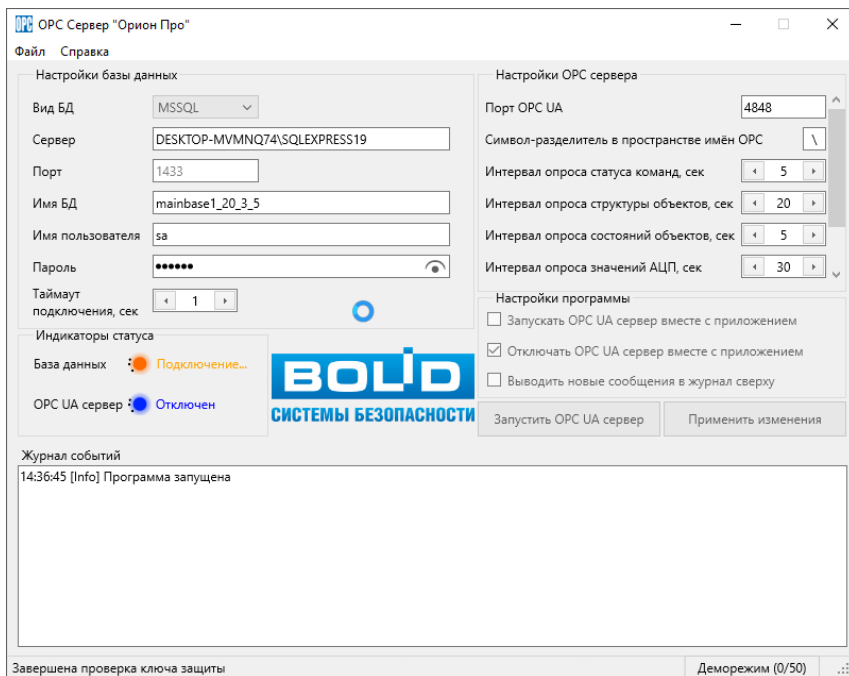 ОРС ОРС Сервер "Орион Про"
Файл Справка
Настройки базы данных
Вид БД MSSQL
Сервер DESKTOP-MVMNQ74\SQLEXPRESS19
Порт 1433
Имя БД mainbase1_20_3_5
Имя пользователя sa
Пароль ●●●●●●
Таймаут
подключения, сек 1
Индикаторы статуса
База данных Подключение...
OPC UA сервер Отключен
BOLID
СИСТЕМЫ БЕЗОПАСНОСТИ
Настройки ОРС сервера
Порт OPC UA 4848
Символ-разделитель в пространстве имён OPC \
Интервал опроса статуса команд, сек 5
Интервал опроса структуры объектов, сек 20
Интервал опроса состояний объектов, сек 5
Интервал опроса значений АЦП, сек 30
Настройки программы
Запускать OPC UA сервер вместе с приложением
Отключать OPC UA сервер вместе с приложением
Выводить новые сообщения в журнал сверху
Запустить OPC UA сервер Применить изменения
Журнал событий
14:36:45 [Info] Программа запущена
Завершена проверка ключа защиты Деморежим (0/50)